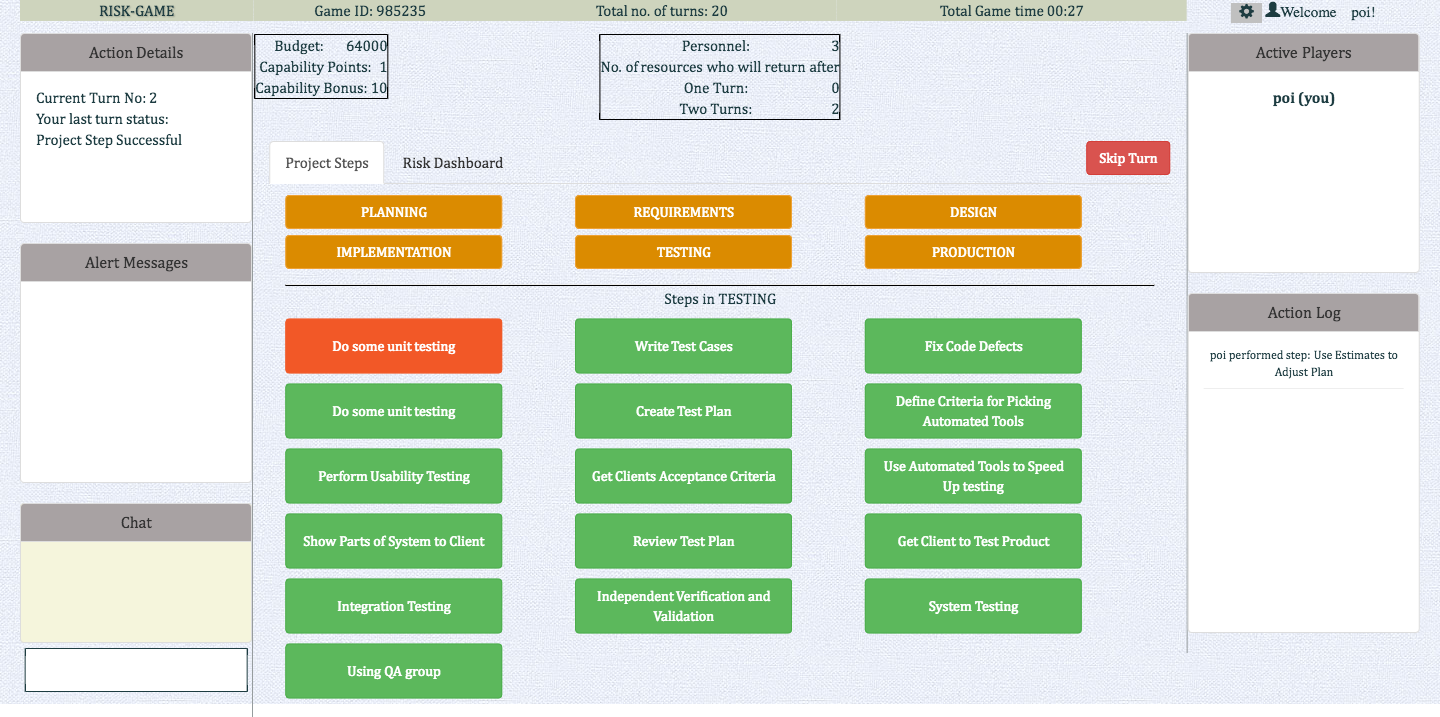 RISK-GAME
Game ID: 985235
Total no. of turns: 20
Total Game time 00:27
Welcome poi!
Action Details
Current Turn No: 2
Your last turn status:
Project Step Successful
Alert Messages
Chat
Budget: 64000
Capability Points: 1
Capability Bonus: 10
Personnel: 3
No. of resources who will return after
One Turn: 0
Two Turns: 2
Project Steps
Risk Dashboard
Skip Turn
PLANNING
REQUIREMENTS
DESIGN
IMPLEMENTATION
TESTING
PRODUCTION
Steps in TESTING
Do some unit testing
Write Test Cases
Fix Code Defects
Do some unit testing
Create Test Plan
Define Criteria for Picking
Automated Tools
Perform Usability Testing
Get Clients Acceptance Criteria
Use Automated Tools to Speed
Up testing
Show Parts of System to Client
Review Test Plan
Get Client to Test Product
Integration Testing
Independent Verification and
Validation
System Testing
Using QA group
Active Players
poi (you)
Action Log
poi performed step: Use Estimates to
Adjust Plan